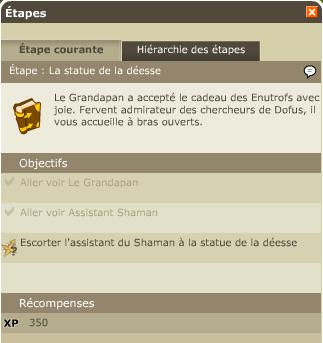 Étapes
Étape courante
Hiérarchie des étapes
Étape : La statue de la déesse
Le Grandapan a accepté le cadeau des Enutrofs avec
joie. Fervent admirateur des chercheurs de Dofus, il
vous accueille à bras ouverts.
Objectifs
Aller voir Le Grandapan
Aller voir Assistant Shaman
Escorter l'assistant du Shaman à la statue de la déesse
Récompenses
XP 350